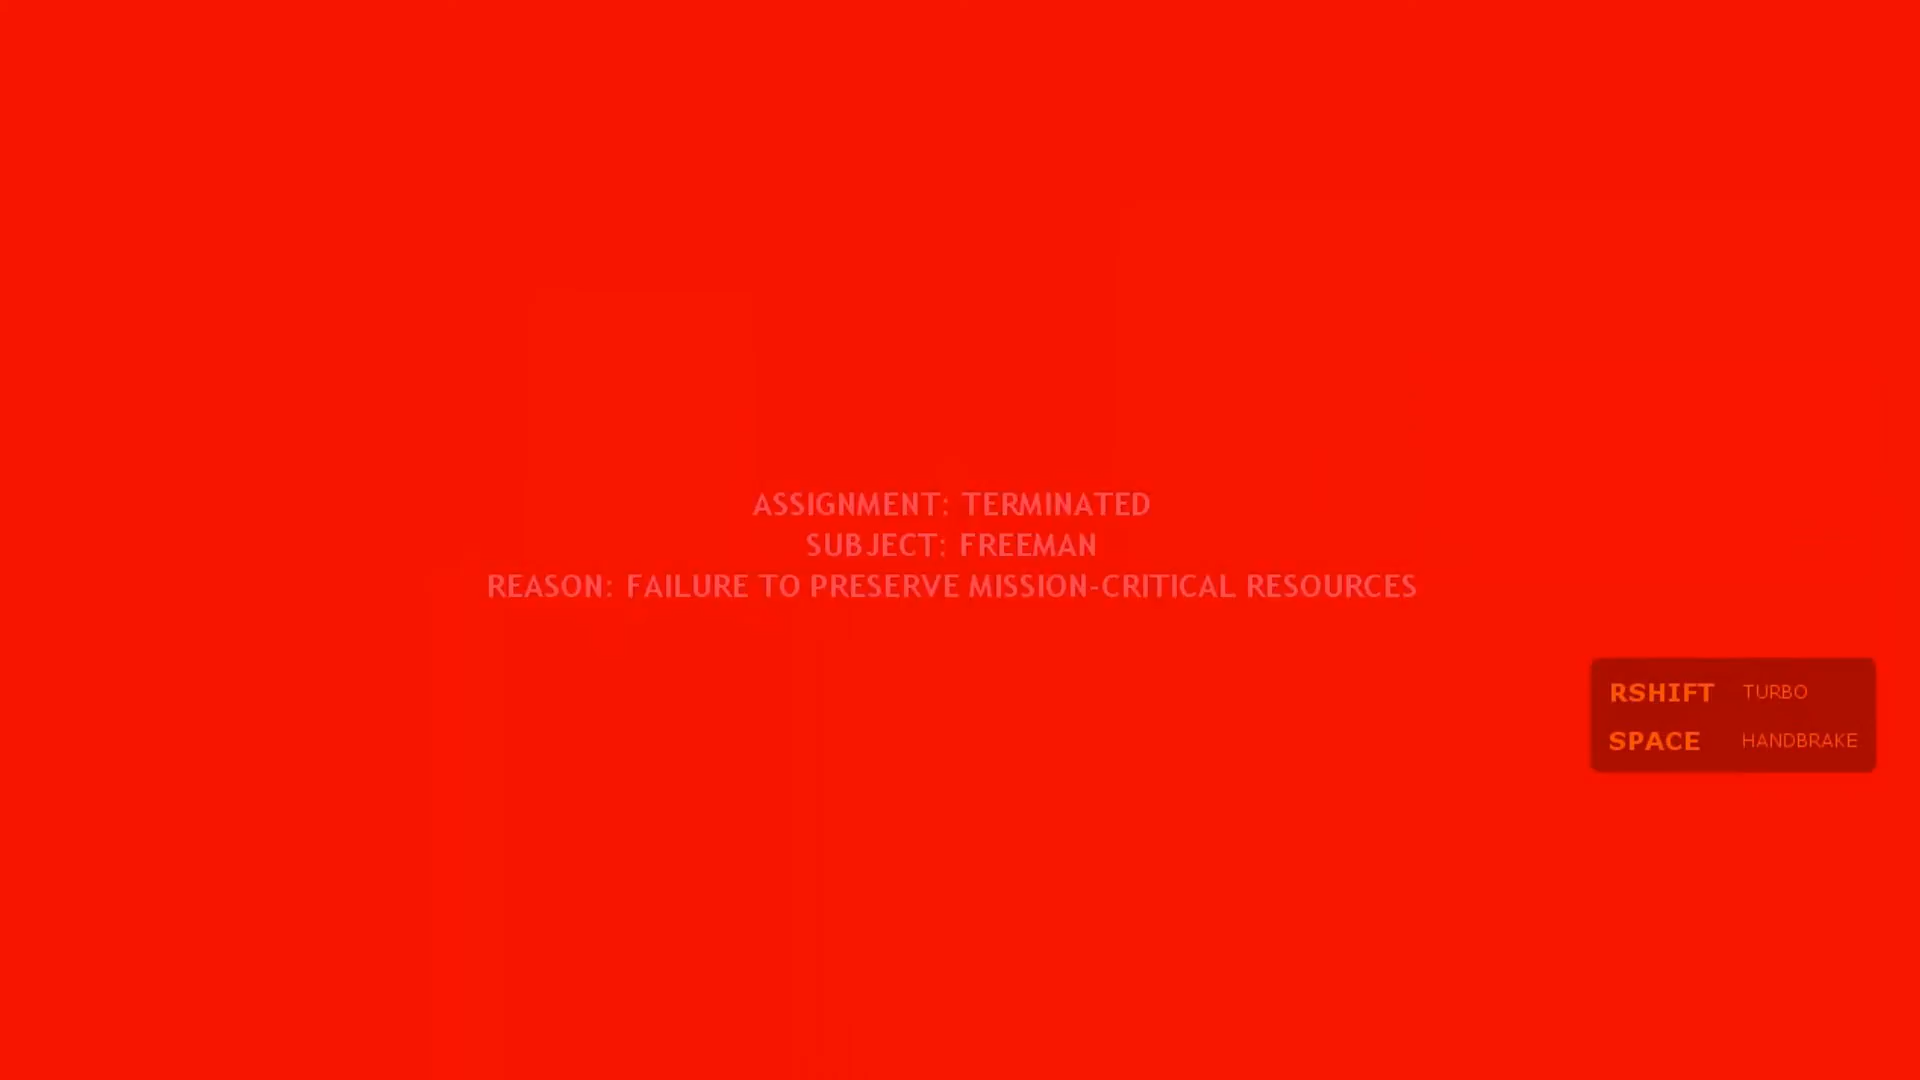 ASSIGNMENT: TERMINATED
SUBJECT: FREEMAN
REASON: FAILURE TO PRESERVE MISSION-CRITICAL RESOURCES
RSHIFT TURBO
SPACE HANDBRAKE